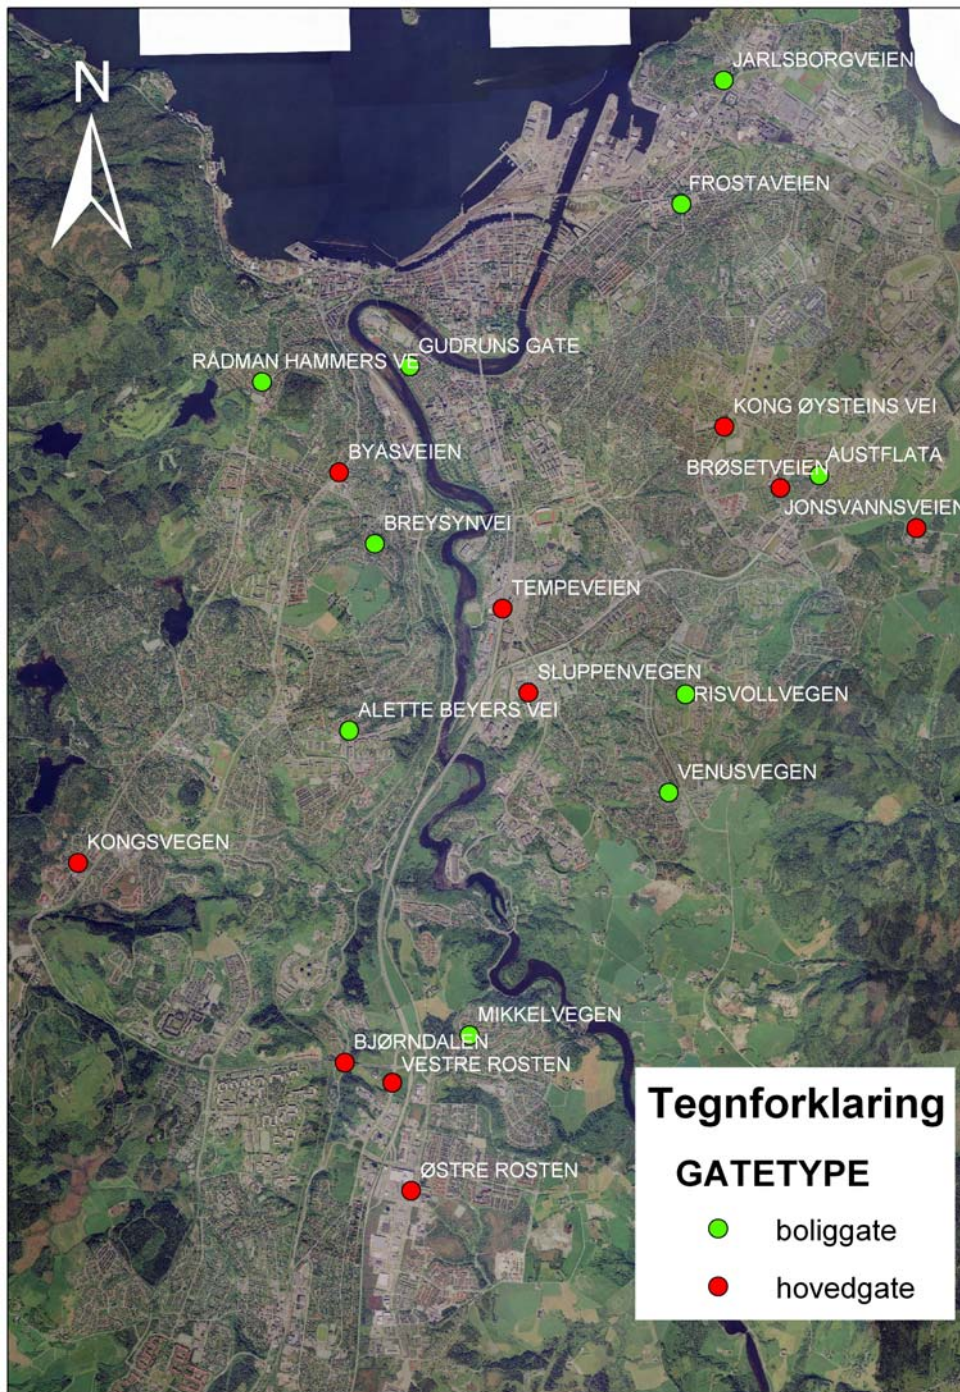 N
JARLSBORGVEIEN
FROSTAVEIEN
GUDRUNS GATE
RÅDMAN HAMMERS VE
KONG ØYSTEINS VEI
BYÅSVEIEN
AUSTFLATA
BRØSETVEIEN
JONSVANNSVEIEN
BREYSYNVEI
TEMPEVEIEN
SLUPPENVEGEN
RISVOLLVEGEN
ALETTE BEYERS VEI
VENUSVEGEN
KONGSVEGEN
MIKKELVEGEN
BJØRNDALEN
VESTRE ROSTEN
ØSTRE ROSTEN
Tegnforklaring
GATETYPE
boliggate
hovedgate